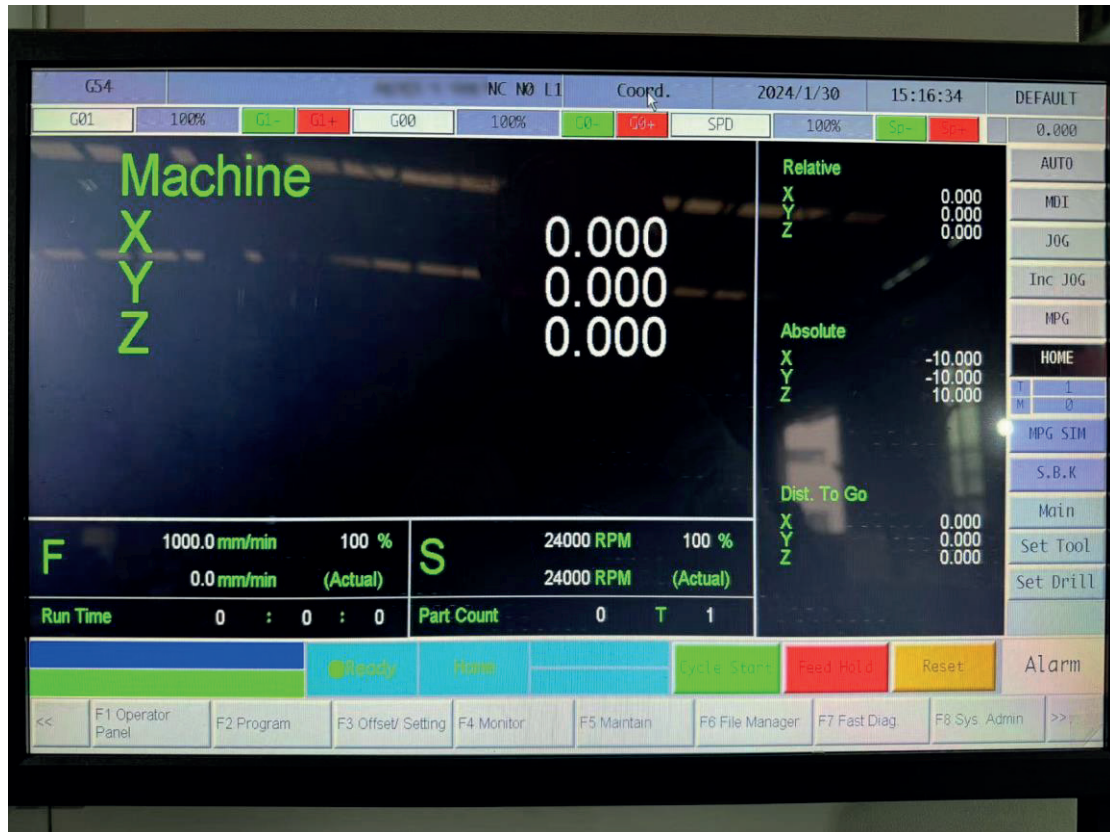 G54 NC N0 L1 Coord. 2024/1/30 15:16:34 DEFAULT
G01 100% G1- G1+ G00 100% G0- G0+ SPD 100% Sp- Sp+ 0.000
Machine
X 0.000
Y 0.000
Z 0.000
Relative
X 0.000
Y 0.000
Z 0.000
Absolute
X -10.000
Y -10.000
Z 10.000
Dist. To Go
X 0.000
Y 0.000
Z 0.000
AUTO
MDI
JOG
Inc JOG
MPG
HOME
T 1
M 0
MPG SIM
S.B.K
Main
Set Tool
Set Drill
F 1000.0 mm/min 100 %
0.0 mm/min (Actual)
S 24000 RPM 100 %
24000 RPM (Actual)
Run Time 0 : 0 : 0 Part Count 0 T 1
Ready Home Cycle Start Feed Hold Reset Alarm
<< F1 Operator Panel F2 Program F3 Offset/ Setting F4 Monitor F5 Maintain F6 File Manager F7 Fast Diag. F8 Sys. Admin >>